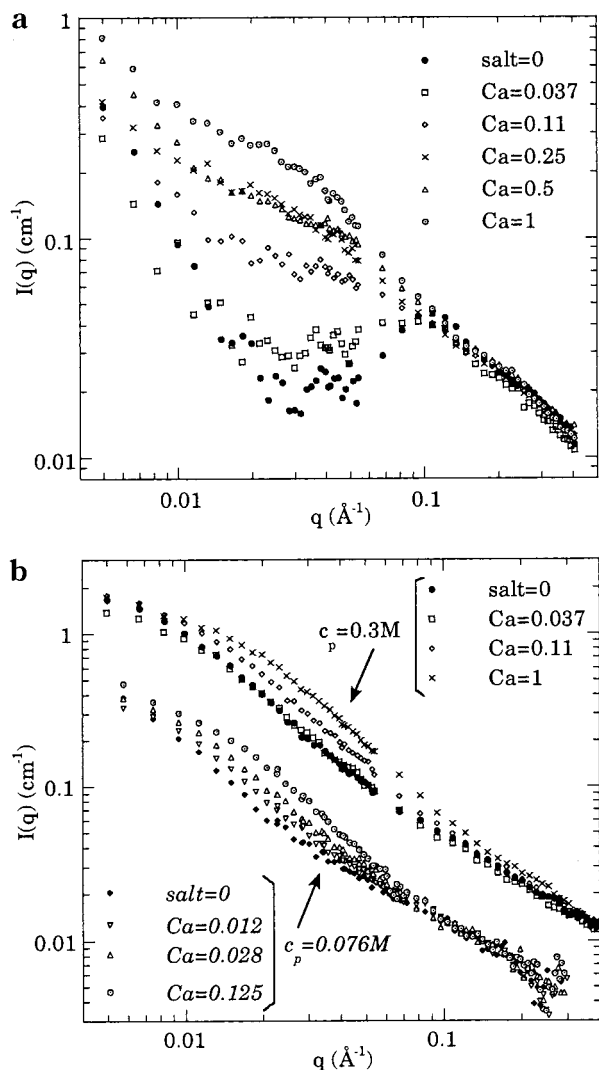 a
1
salt=0
Ca=0.037
Ca=0.11
Ca=0.25
Ca=0.5
Ca=1
I(q) (cm⁻¹)
0.1
0.01
0.01
0.1
q (Å⁻¹)
b
salt=0
Ca=0.037
Ca=0.11
Ca=1
c p=0.3M
1
I(q) (cm⁻¹)
0.1
salt=0
Ca=0.012
Ca=0.028
Ca=0.125
c p=0.076M
0.01
0.01
0.1
q (Å⁻¹)